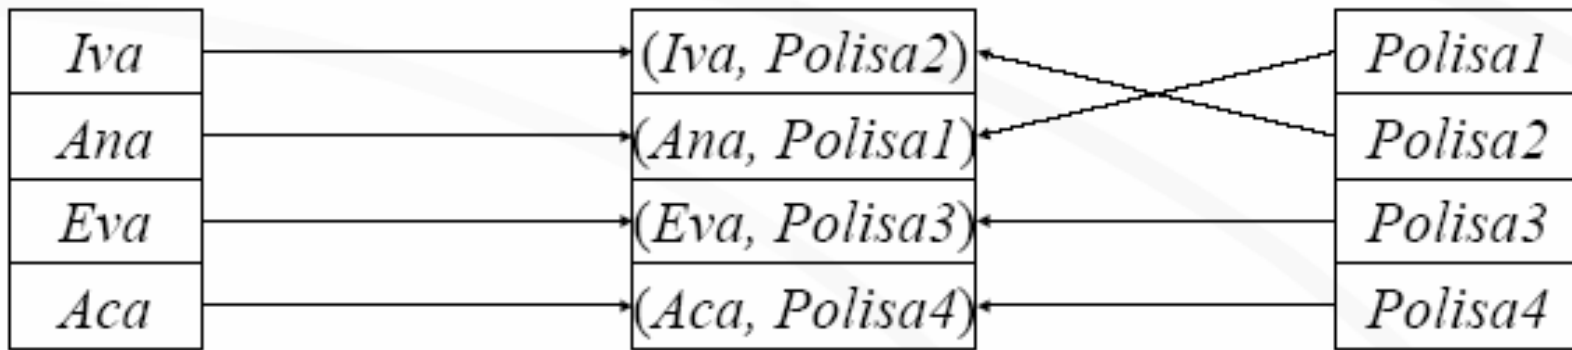 Iva (Iva, Polisa2) Polisa1
Ana (Ana, Polisa1) Polisa2
Eva (Eva, Polisa3) Polisa3
Aca (Aca, Polisa4) Polisa4